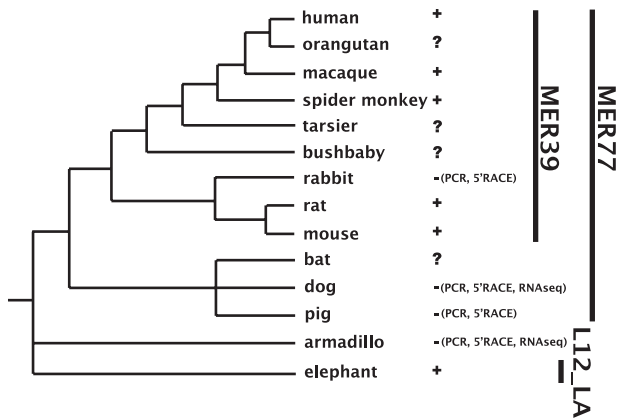 human +
orangutan ?
macaque +
spider monkey +
tarsier ?
bushbaby ?
rabbit -(PCR, 5'RACE)
rat +
mouse +
bat ?
dog -(PCR, 5'RACE, RNAseq)
pig -(PCR, 5'RACE)
armadillo -(PCR, 5'RACE, RNAseq)
elephant +
MER39
MER77
L12_LA